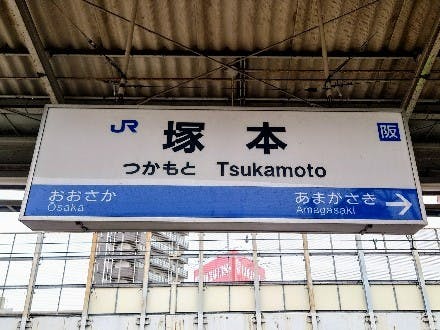 JR 塚本 阪
つかもと Tsukamoto
おおさか あまがさき →
Osaka Amagasaki